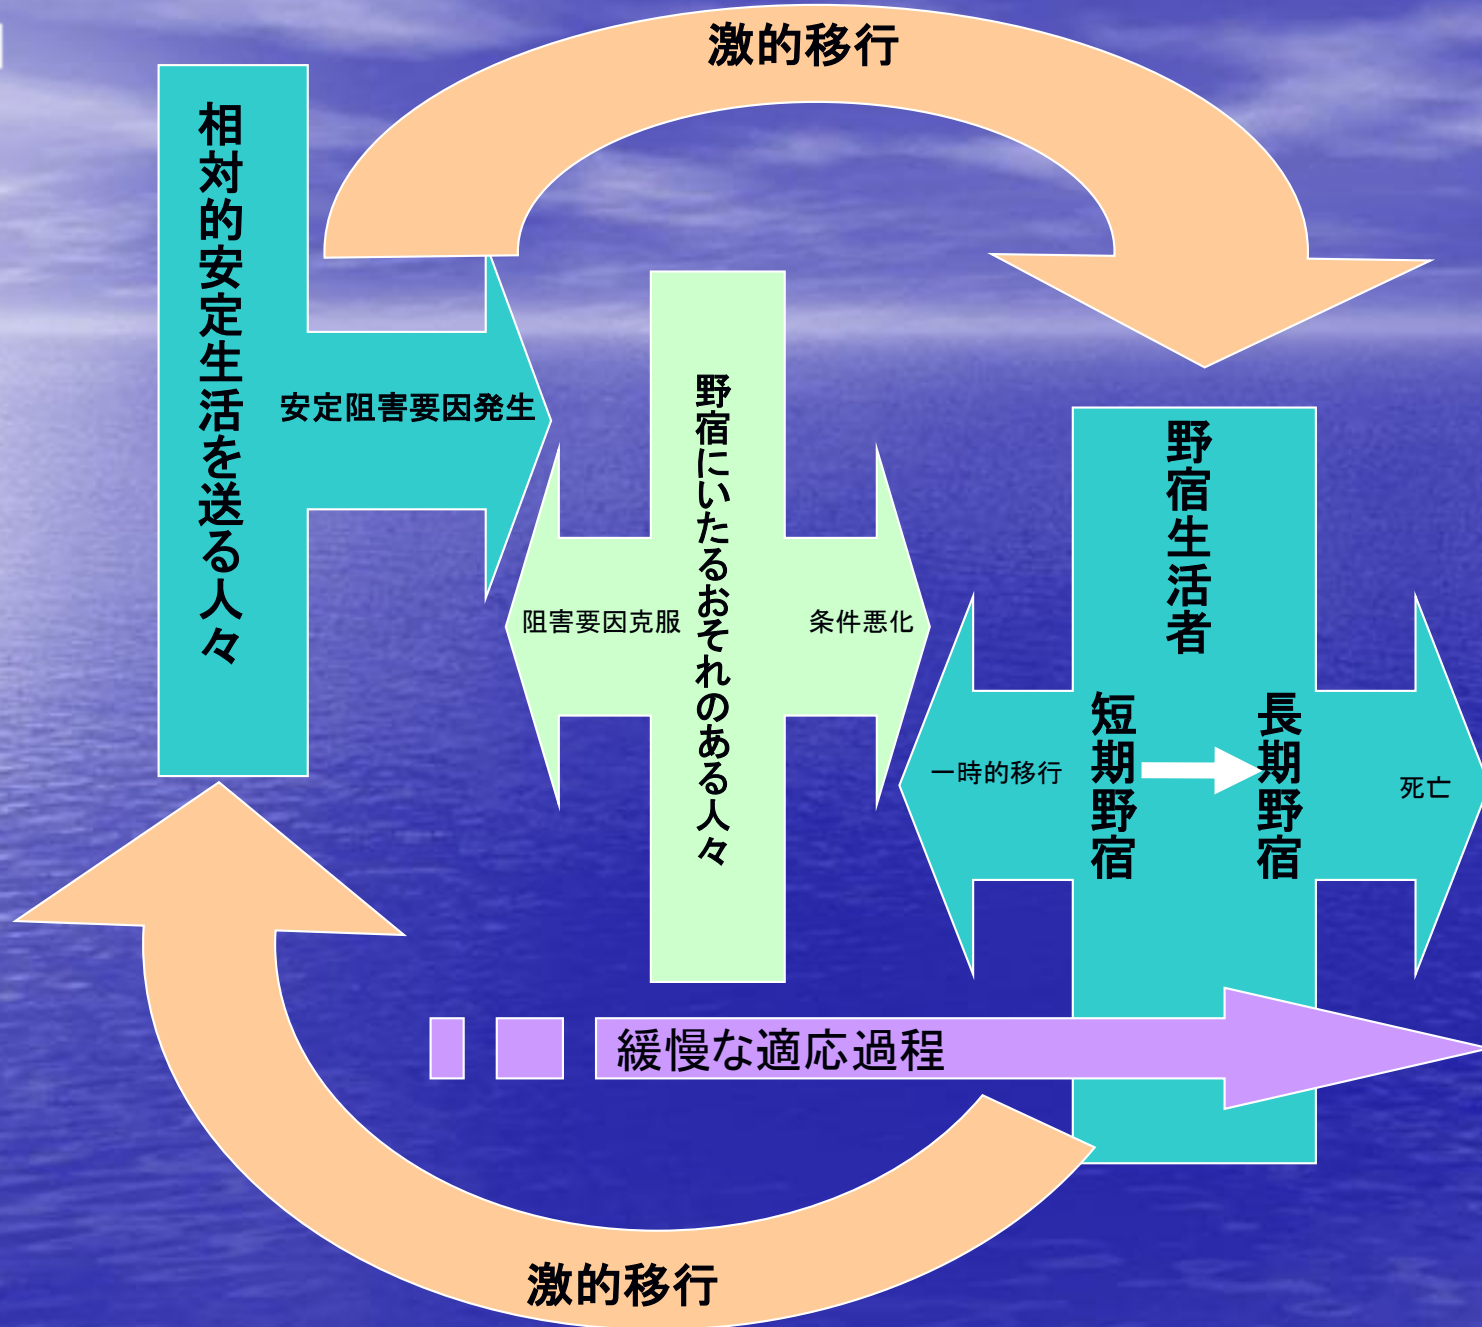 激的移行
相対的安定生活を送る人々
安定阻害要因発生
野宿にいたるおそれのある人々
阻害要因克服
条件悪化
野宿生活者
短期野宿
長期野宿
一時的移行
死亡
緩慢な適応過程
激的移行